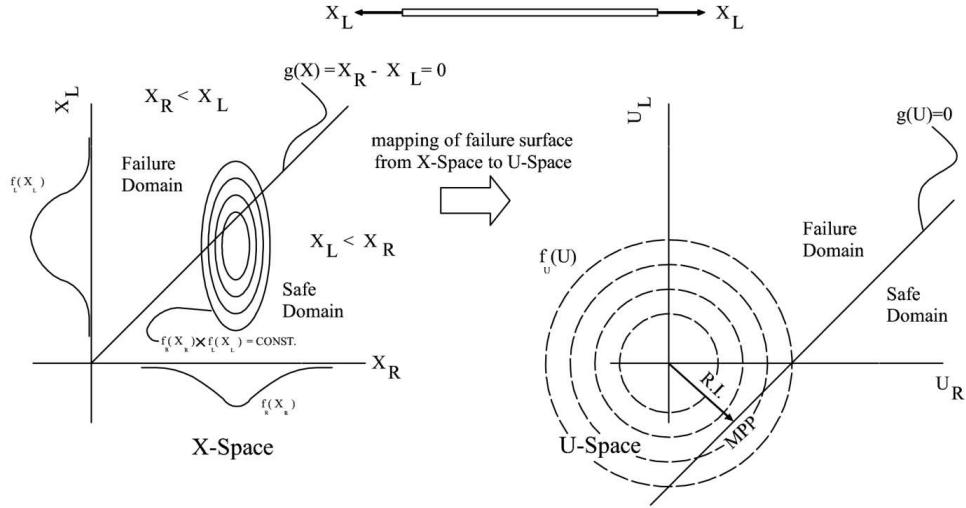 X_L X_L
g(X) = X_R - X_L = 0
X_L
X_R < X_L
mapping of failure surface
from X-Space to U-Space
Failure
Domain
f_L(X_L)
X_L < X_R
Safe
Domain
f_R(X_R) × f_L(X_L) = CONST.
X_R
f_R(X_R)
X-Space
U_L
g(U)=0
f_U(U)
Failure
Domain
Safe
Domain
R.I.
MPP
U_R
U-Space